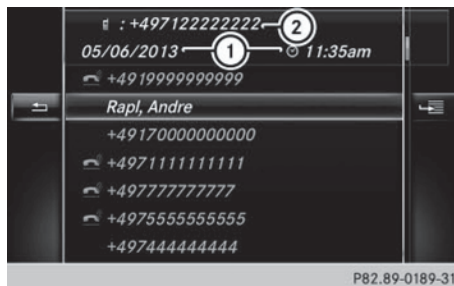 : +497122222222 2
05/06/2013 1 11:35am
+4919999999999
Rapl, Andre
+49170000000000
+4971111111111
+497777777777
+4975555555555
+497444444444
P82.89-0189-31